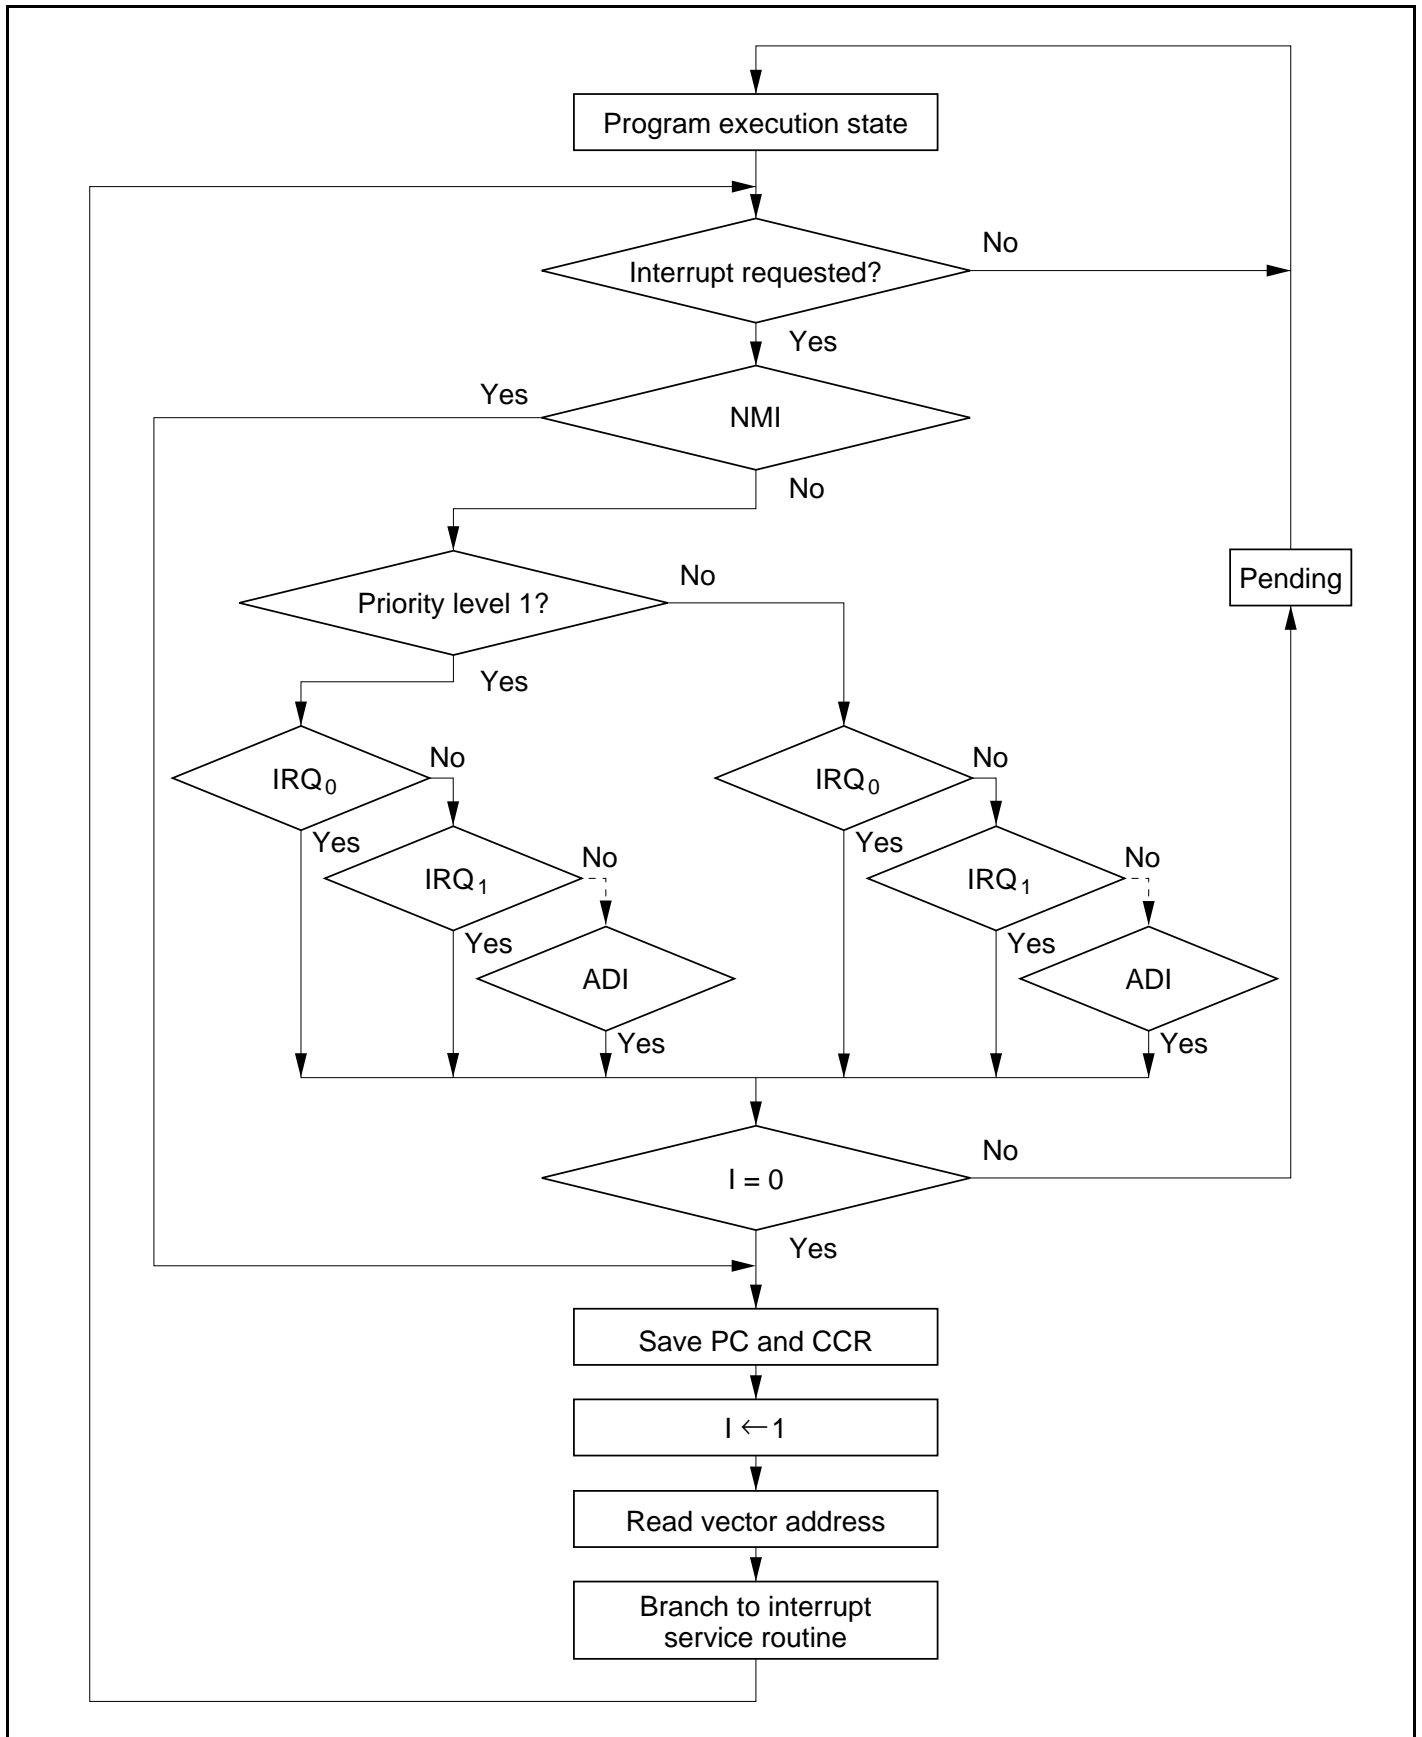 Program execution state
Interrupt requested?
No
Yes
NMI
Yes
No
Priority level 1?
No
Yes
Pending
IRQ0
No
Yes
IRQ1
No
Yes
ADI
Yes
IRQ0
No
Yes
IRQ1
No
Yes
ADI
Yes
I = 0
No
Yes
Save PC and CCR
I ← 1
Read vector address
Branch to interrupt
service routine